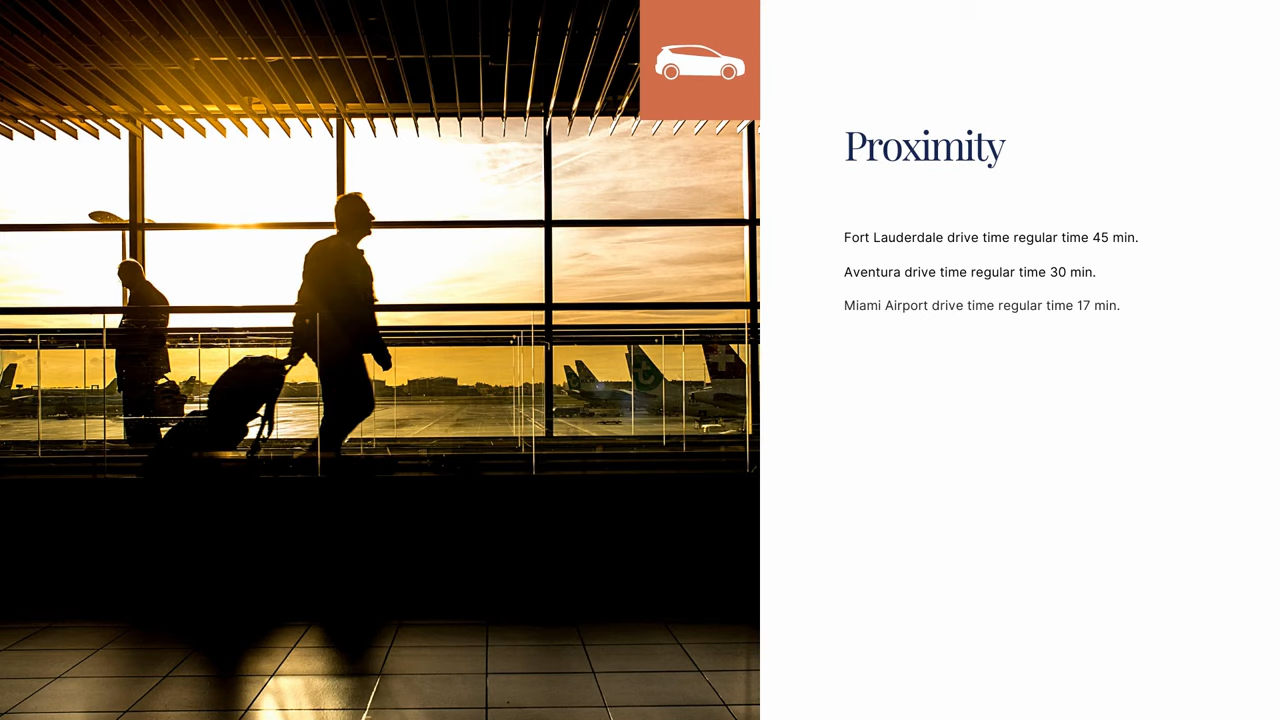 Proximity
Fort Lauderdale drive time regular time 45 min.
Aventura drive time regular time 30 min.
Miami Airport drive time regular time 17 min.